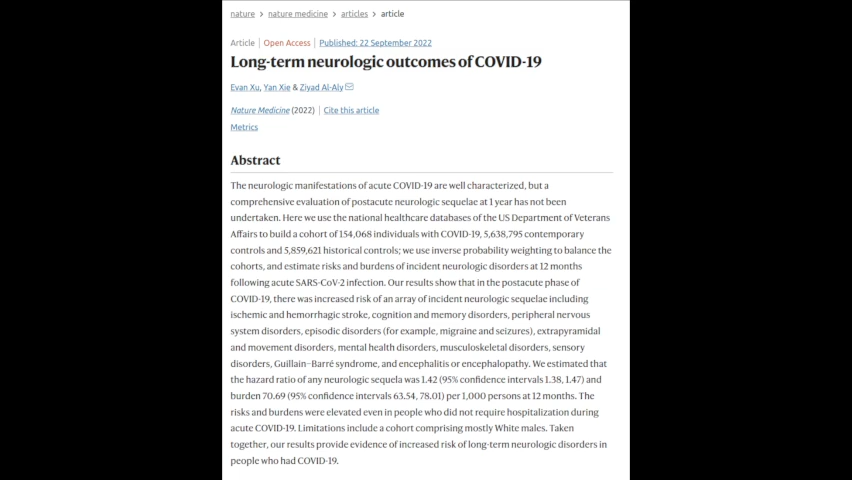 nature > nature medicine > articles > article
Article | Open Access | Published: 22 September 2022
Long-term neurologic outcomes of COVID-19
Evan Xu, Yan Xie & Ziyad Al-Aly
Nature Medicine (2022) | Cite this article
Metrics
Abstract
The neurologic manifestations of acute COVID-19 are well characterized, but a
comprehensive evaluation of postacute neurologic sequelae at 1 year has not been
undertaken. Here we use the national healthcare databases of the US Department of Veterans
Affairs to build a cohort of 154,068 individuals with COVID-19, 5,638,795 contemporary
controls and 5,859,621 historical controls; we use inverse probability weighting to balance the
cohorts, and estimate risks and burdens of incident neurologic disorders at 12 months
following acute SARS-CoV-2 infection. Our results show that in the postacute phase of
COVID-19, there was increased risk of an array of incident neurologic sequelae including
ischemic and hemorrhagic stroke, cognition and memory disorders, peripheral nervous
system disorders, episodic disorders (for example, migraine and seizures), extrapyramidal
and movement disorders, mental health disorders, musculoskeletal disorders, sensory
disorders, Guillain–Barré syndrome, and encephalitis or encephalopathy. We estimated that
the hazard ratio of any neurologic sequela was 1.42 (95% confidence intervals 1.38, 1.47) and
burden 70.69 (95% confidence intervals 63.54, 78.01) per 1,000 persons at 12 months. The
risks and burdens were elevated even in people who did not require hospitalization during
acute COVID-19. Limitations include a cohort comprising mostly White males. Taken
together, our results provide evidence of increased risk of long-term neurologic disorders in
people who had COVID-19.